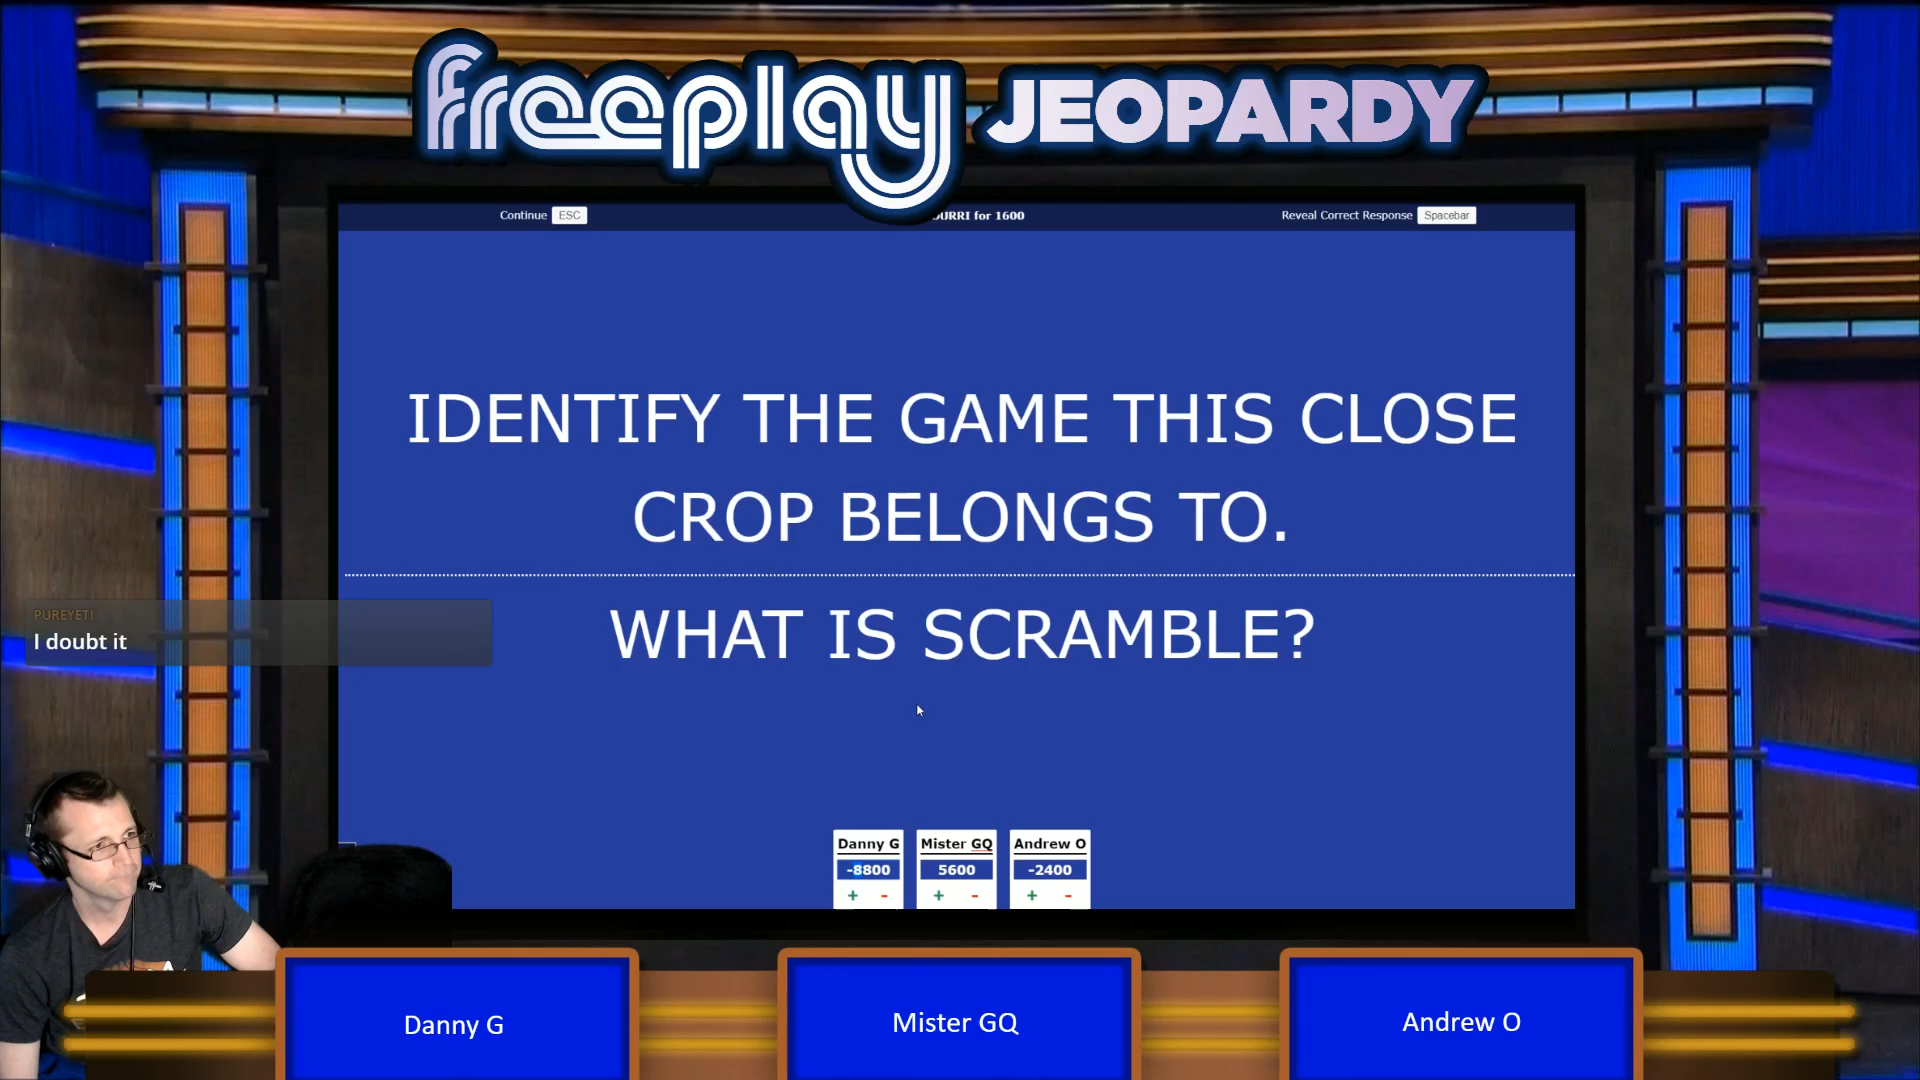 freeplay JEOPARDY
Continue ESC
OURRI for 1600
Reveal Correct Response Spacebar
IDENTIFY THE GAME THIS CLOSE
CROP BELONGS TO.
PUREYETI
I doubt it
WHAT IS SCRAMBLE?
Danny G Mister GQ Andrew O
-8800 5600 -2400
+ - + - + -
Danny G
Mister GQ
Andrew O